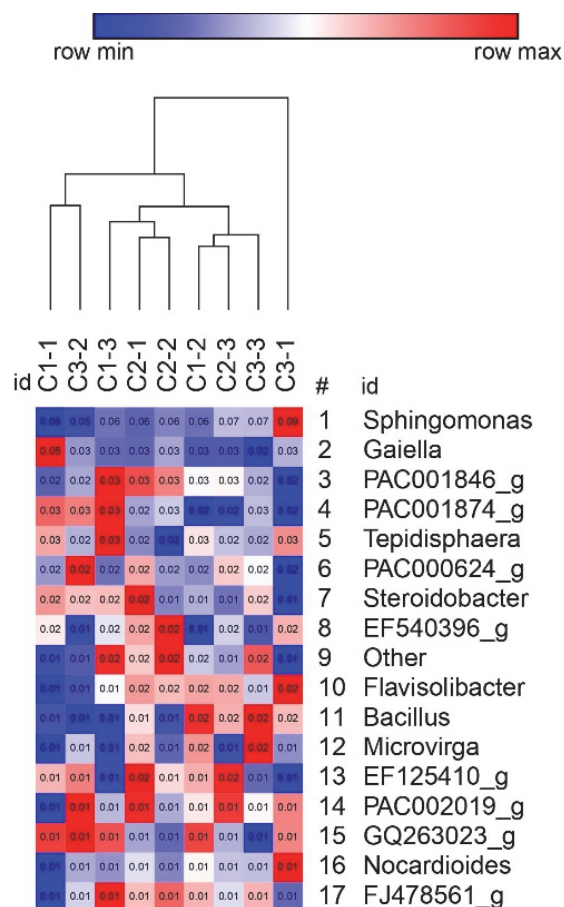 row min row max
id C1-1 C3-2 C1-3 C2-1 C2-2 C1-2 C2-3 C3-3 C3-1 # id
0.05 0.06 0.06 0.06 0.06 0.07 0.07 0.09 1 Sphingomonas
0.05 0.03 0.03 0.03 0.03 0.03 0.03 0.02 0.03 2 Gaiella
0.02 0.02 0.03 0.03 0.03 0.03 0.03 0.02 0.02 3 PAC001846_g
0.03 0.03 0.03 0.02 0.03 0.02 0.02 0.03 0.02 4 PAC001874_g
0.03 0.02 0.03 0.02 0.02 0.03 0.02 0.02 0.03 5 Tepidisphaera
0.02 0.02 0.02 0.02 0.02 0.02 0.02 0.02 0.01 6 PAC000624_g
0.02 0.02 0.02 0.02 0.01 0.01 0.01 0.02 0.01 7 Steroidobacter
0.02 0.01 0.02 0.02 0.02 0.01 0.02 0.01 0.02 8 EF540396_g
0.01 0.01 0.02 0.02 0.02 0.02 0.01 0.02 0.01 9 Other
0.01 0.01 0.01 0.02 0.02 0.02 0.02 0.01 0.02 10 Flavisolibacter
0.01 0.01 0.01 0.01 0.01 0.02 0.02 0.02 0.02 11 Bacillus
0.01 0.01 0.01 0.02 0.01 0.02 0.01 0.02 0.01 12 Microvirga
0.01 0.01 0.01 0.02 0.01 0.01 0.02 0.01 0.01 13 EF125410_g
0.01 0.01 0.01 0.01 0.01 0.01 0.01 0.01 0.01 14 PAC002019_g
0.01 0.01 0.01 0.01 0.01 0.01 0.01 0.01 0.01 15 GQ263023_g
0.01 0.01 0.01 0.01 0.01 0.01 0.01 0.01 0.01 16 Nocardioides
0.01 0.01 0.01 0.01 0.01 0.01 0.01 0.01 0.01 17 FJ478561_g